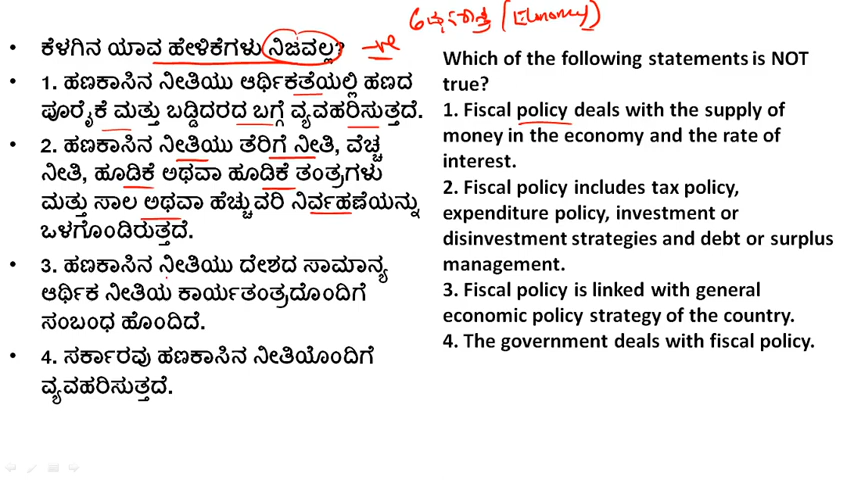 (Economy)
ಕೆಳಗಿನ ಯಾವ ಹೇಳಿಕೆಗಳು ನಿಜವಲ್ಲ?
-ve
1. ಹಣಕಾಸಿನ ನೀತಿಯು ಆರ್ಥಿಕತೆಯಲ್ಲಿ ಹಣದ
ಪೂರೈಕೆ ಮತ್ತು ಬಡ್ಡಿದರದ ಬಗ್ಗೆ ವ್ಯವಹರಿಸುತ್ತದೆ.
2. ಹಣಕಾಸಿನ ನೀತಿಯು ತೆರಿಗೆ ನೀತಿ, ವೆಚ್ಚ
ನೀತಿ, ಹೂಡಿಕೆ ಅಥವಾ ಹೂಡಿಕೆ ತಂತ್ರಗಳು
ಮತ್ತು ಸಾಲ ಅಥವಾ ಹೆಚ್ಚುವರಿ ನಿರ್ವಹಣೆಯನ್ನು
ಒಳಗೊಂಡಿರುತ್ತದೆ.
3. ಹಣಕಾಸಿನ ನೀತಿಯು ದೇಶದ ಸಾಮಾನ್ಯ
ಆರ್ಥಿಕ ನೀತಿಯ ಕಾರ್ಯತಂತ್ರದೊಂದಿಗೆ
ಸಂಬಂಧ ಹೊಂದಿದೆ.
4. ಸರ್ಕಾರವು ಹಣಕಾಸಿನ ನೀತಿಯೊಂದಿಗೆ
ವ್ಯವಹರಿಸುತ್ತದೆ.
Which of the following statements is NOT
true?
1. Fiscal policy deals with the supply of
money in the economy and the rate of
interest.
2. Fiscal policy includes tax policy,
expenditure policy, investment or
disinvestment strategies and debt or surplus
management.
3. Fiscal policy is linked with general
economic policy strategy of the country.
4. The government deals with fiscal policy.